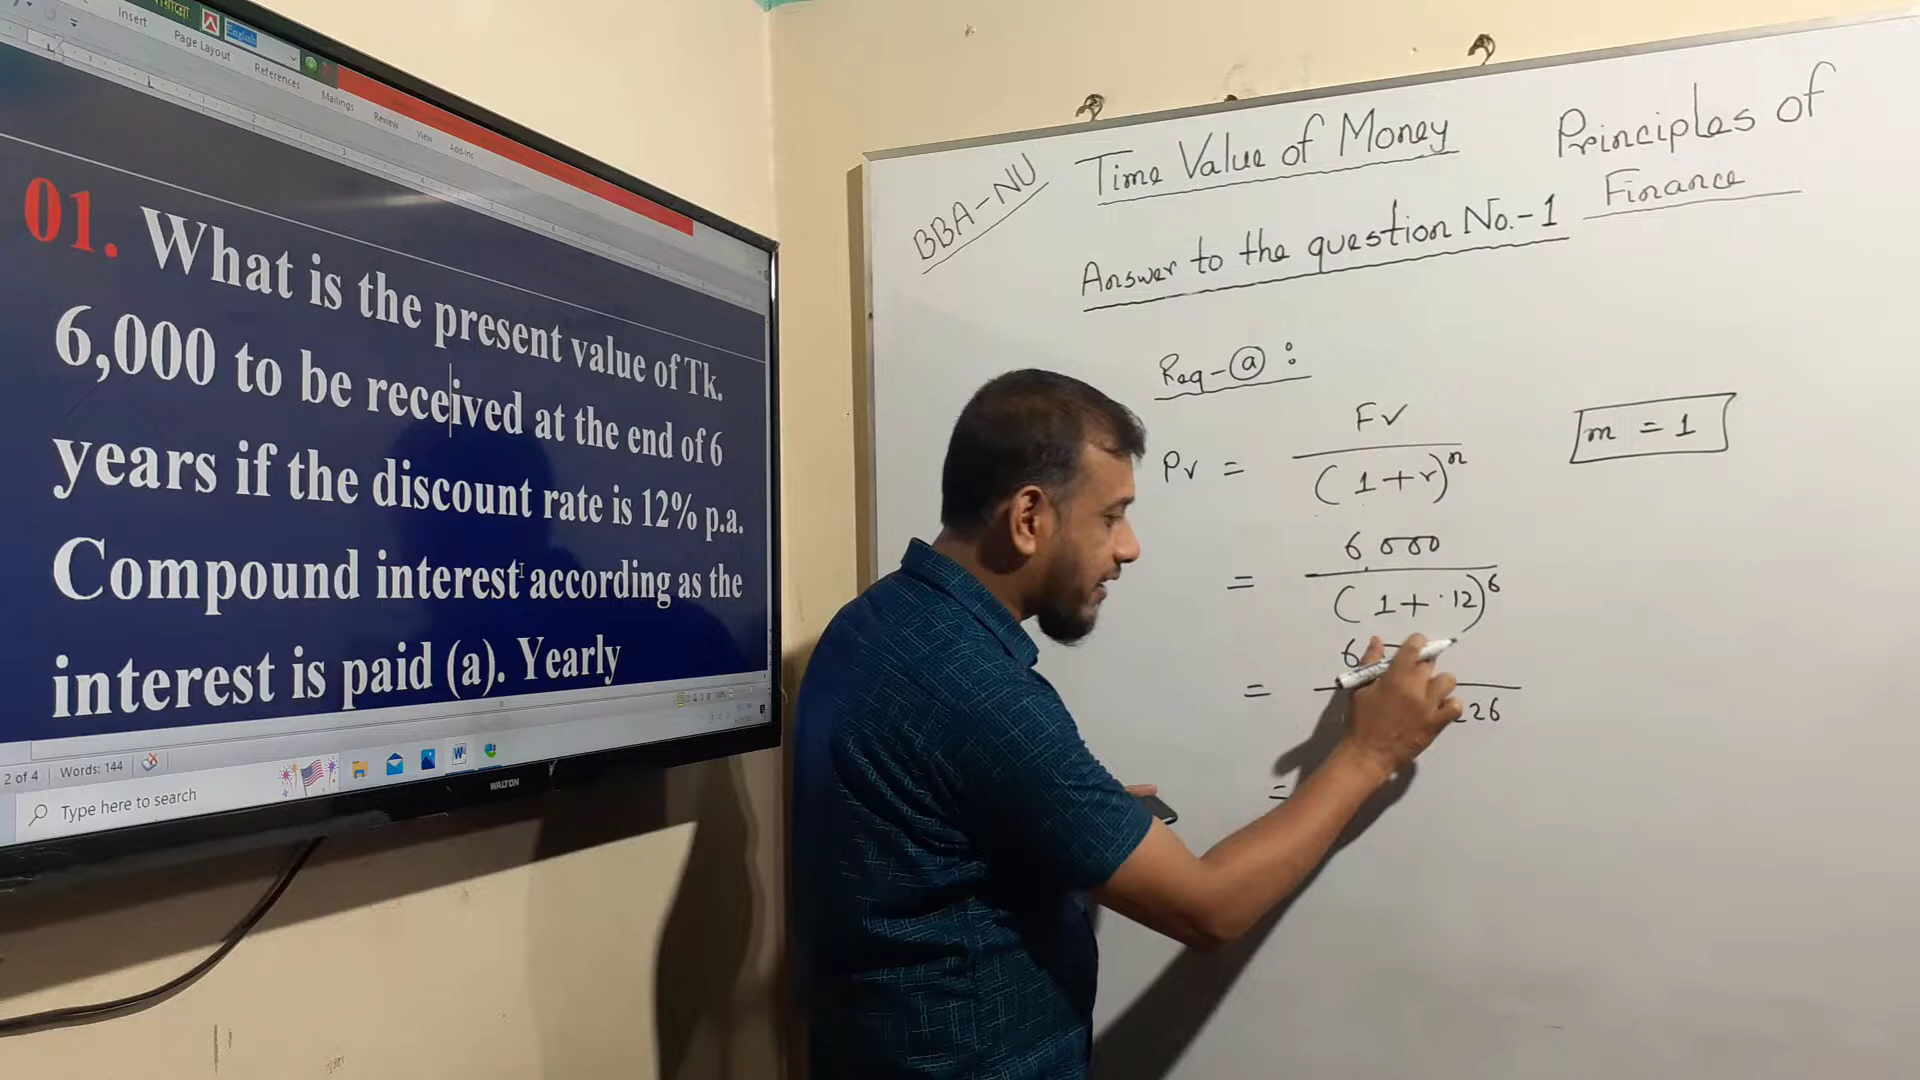 English
Insert
Page Layout
References
Mailings
Review
View
Add-Ins
01. What is the present value of Tk.
6,000 to be received at the end of 6
years if the discount rate is 12% p.a.
Compound interest according as the
interest is paid (a). Yearly
2 of 4
Words: 144
Type here to search
WALTON
BBA-NU
Time Value of Money
Principles of
Finance
Answer to the question No.-1
Req-ⓐ :
PV = FV
(1+r)^n
m = 1
= 6000
(1+.12)^6
= 6
226
=